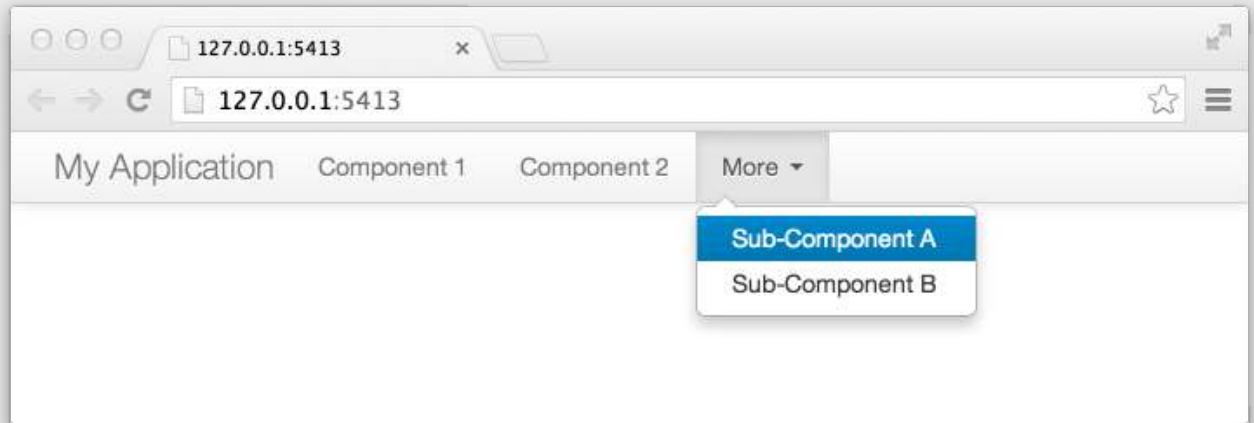 127.0.0.1:5413
127.0.0.1:5413
My Application Component 1 Component 2 More
Sub-Component A
Sub-Component B